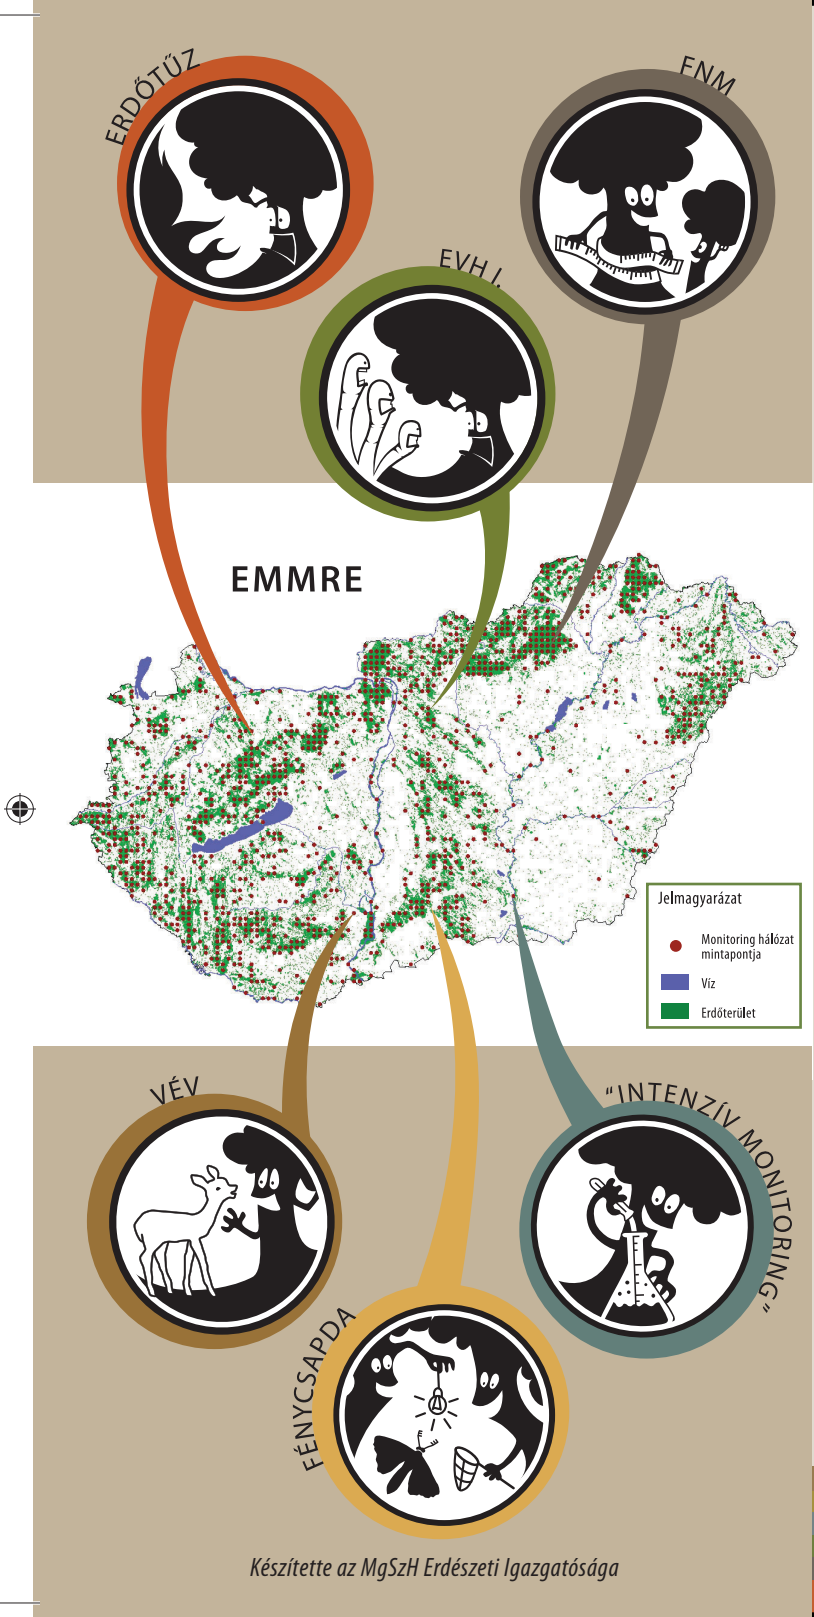 ERDŐTŰZ
FNM
EVH I.
EMMRE
Jelmagyarázat
Monitoring hálózat
mintapontja
Víz
Erdőterület
VÉV
"INTENZÍV MONITORING"
FÉNYCSAPDA
Készítette az MgSzH Erdészeti Igazgatósága